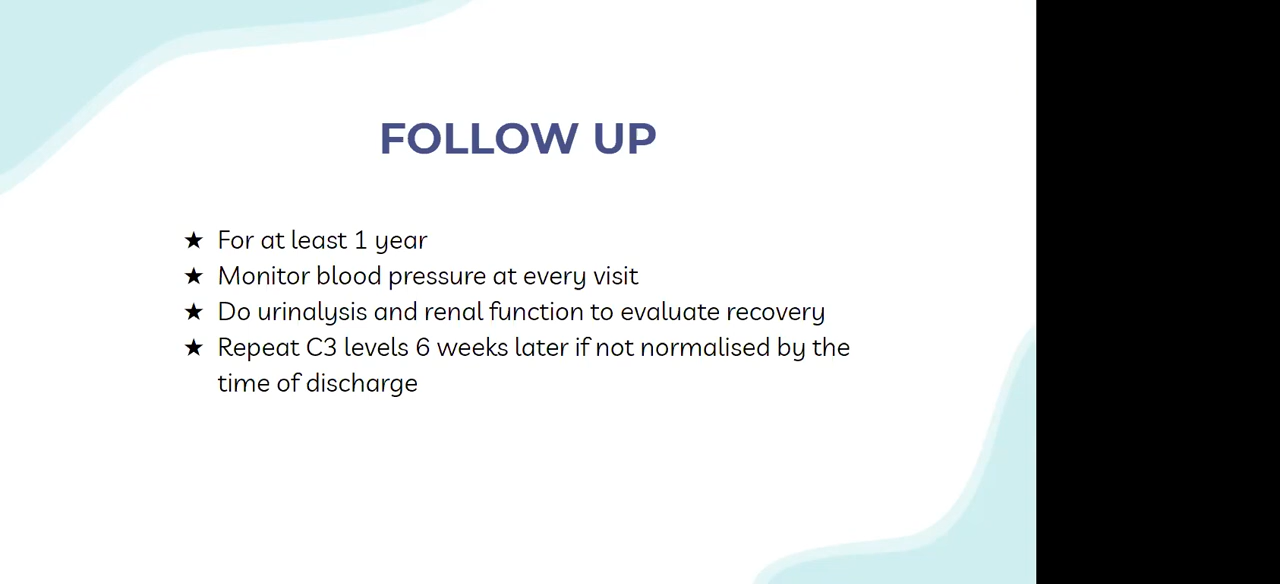 FOLLOW UP
★ For at least 1 year
★ Monitor blood pressure at every visit
★ Do urinalysis and renal function to evaluate recovery
★ Repeat C3 levels 6 weeks later if not normalised by the
time of discharge